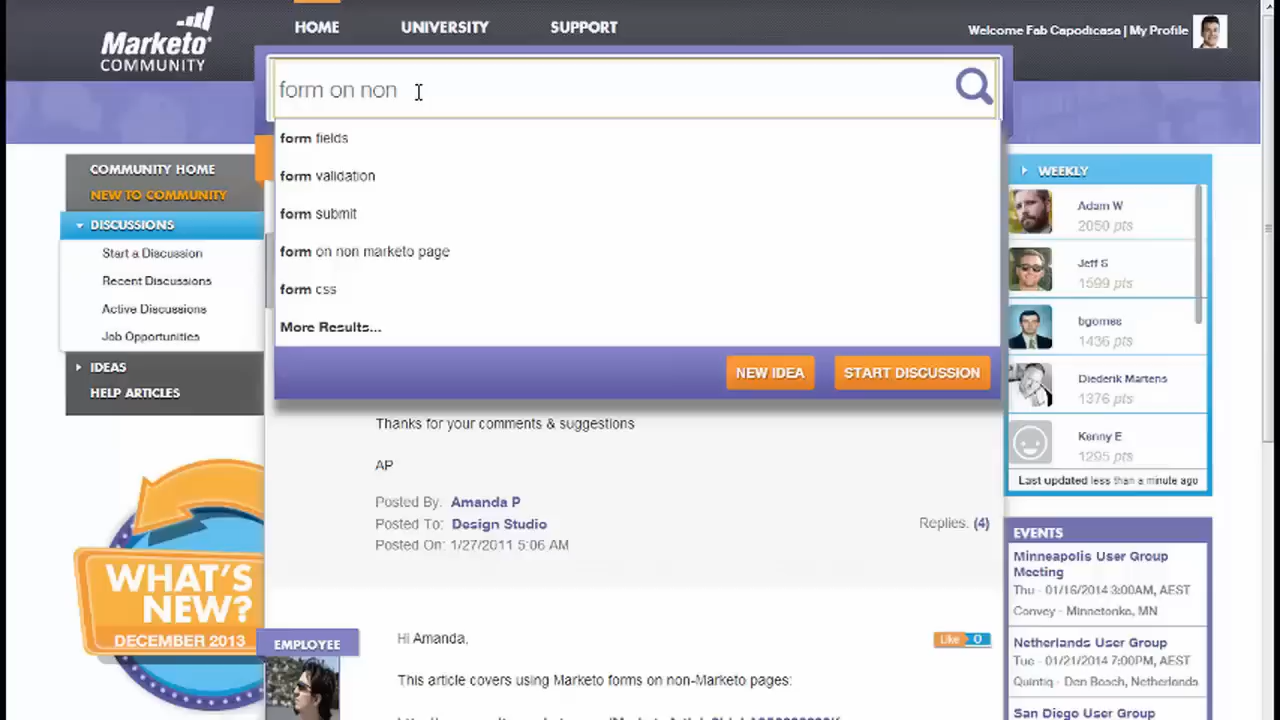 Marketo
COMMUNITY
HOME
UNIVERSITY
SUPPORT
Welcome Fab Capodicasa | My Profile
form on non
form fields
form validation
form submit
form on non marketo page
form css
More Results...
NEW IDEA
START DISCUSSION
COMMUNITY HOME
NEW TO COMMUNITY
DISCUSSIONS
Start a Discussion
Recent Discussions
Active Discussions
Job Opportunities
IDEAS
HELP ARTICLES
WHAT'S
NEW?
DECEMBER 2013
Thanks for your comments & suggestions
AP
Posted By: Amanda P
Posted To: Design Studio
Posted On: 1/27/2011 5:06 AM
Replies: (4)
EMPLOYEE
Hi Amanda,
Like 0
This article covers using Marketo forms on non-Marketo pages:
WEEKLY
Adam W
2050 pts
Jeff S
1599 pts
bgomes
1436 pts
Diederik Martens
1376 pts
Kenny E
1295 pts
Last updated less than a minute ago
EVENTS
Minneapolis User Group
Meeting
Thu - 01/16/2014 3:00AM, AEST
Convey - Minnetonka, MN
Netherlands User Group
Tue - 01/21/2014 7:00PM, AEST
Quintiq - Den Bosch, Netherlands
San Diego User Group